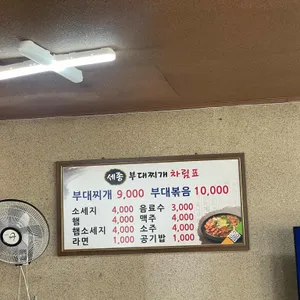 세종 부대찌개 차림표
부대찌개 9,000 부대볶음 10,000
소세지 4,000 음료수 3,000
햄 4,000 맥주 4,000
햄소세지 4,000 소주 4,000
라면 1,000 공기밥 1,000